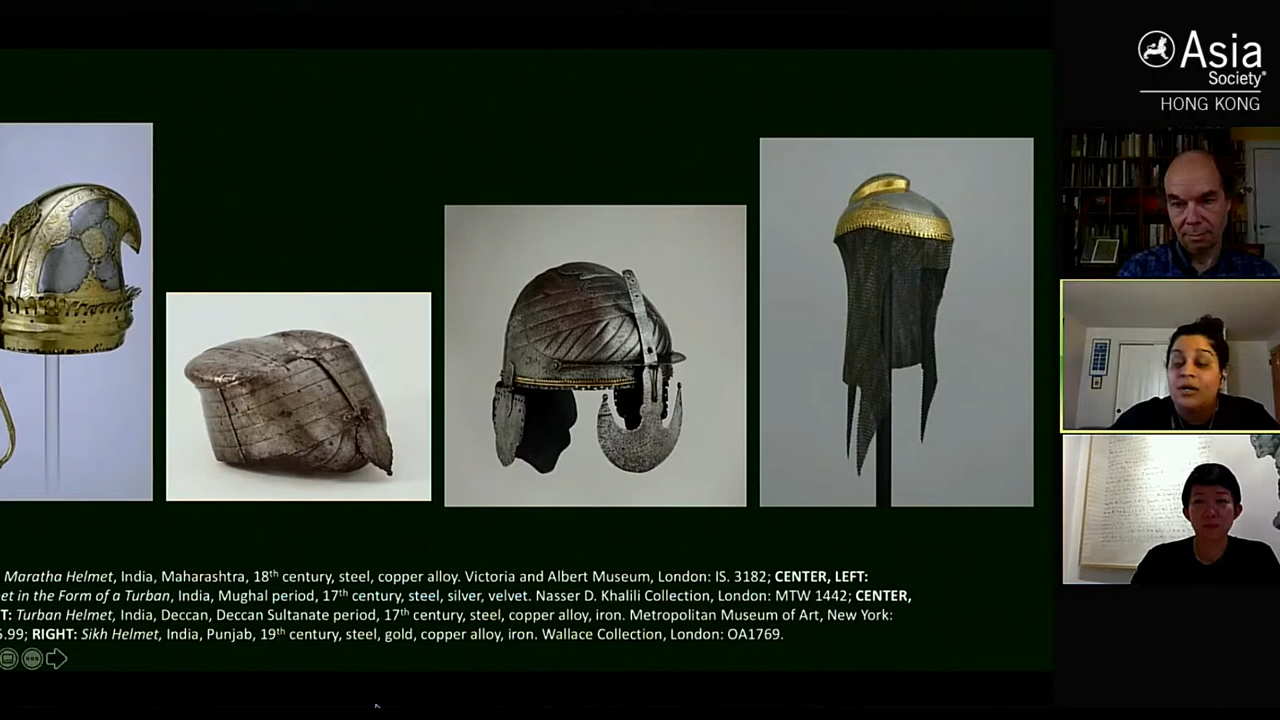 Asia
Society®
HONG KONG
Maratha Helmet, India, Maharashtra, 18th century, steel, copper alloy. Victoria and Albert Museum, London: IS. 3182; CENTER, LEFT:
et in the Form of a Turban, India, Mughal period, 17th century, steel, silver, velvet. Nasser D. Khalili Collection, London: MTW 1442; CENTER,
T: Turban Helmet, India, Deccan, Deccan Sultanate period, 17th century, steel, copper alloy, iron. Metropolitan Museum of Art, New York:
.99; RIGHT: Sikh Helmet, India, Punjab, 19th century, steel, gold, copper alloy, iron. Wallace Collection, London: OA1769.